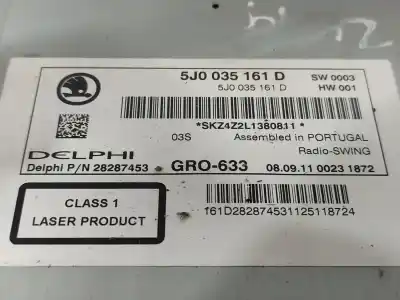 5J0 035 161 D SW 0003
5J0 035 161 D HW 001
*SKZ4Z2L1380811*
03S Assembled in PORTUGAL
Radio-SWING
DELPHI
Delphi P/N 28287453 GRO-633 08.09.11 0023 1872
CLASS 1
LASER PRODUCT
f61D282874531125118724